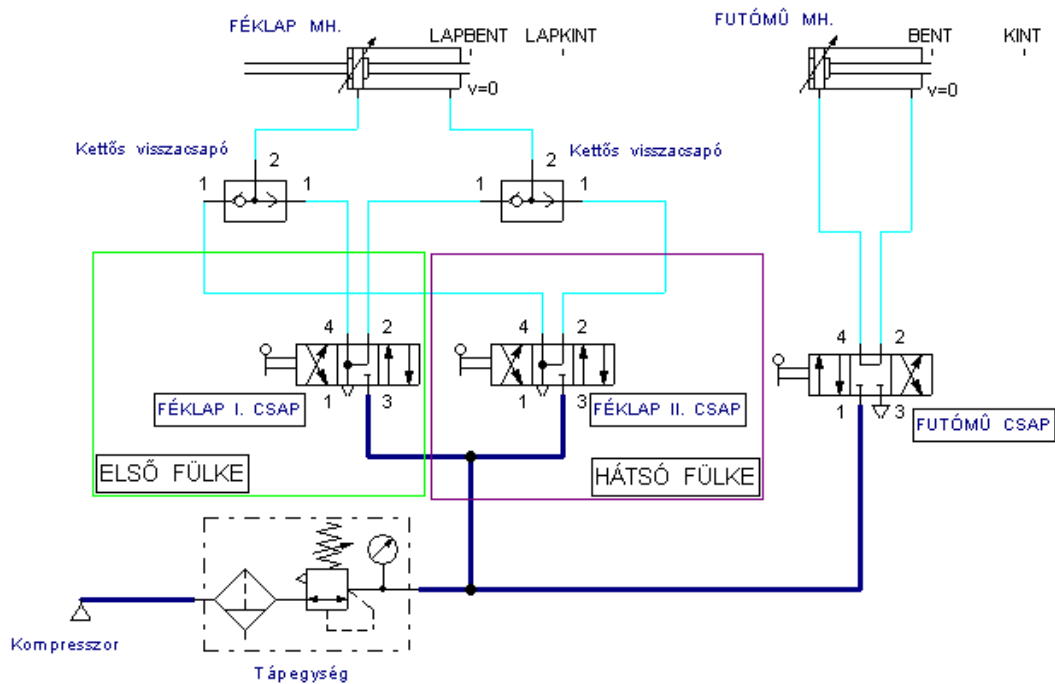 FÉKLAP MH.
LAPBENT LAPKINT
FUTÓMÛ MH.
BENT KINT
v=0
v=0
Kettős visszacsapó
2
1 1
Kettős visszacsapó
2
1 1
4 2
1 3
FÉKLAP I. CSAP
ELSŐ FÜLKE
4 2
1 3
FÉKLAP II. CSAP
HÁTSÓ FÜLKE
4 2
1 3
FUTÓMÛ CSAP
Kompresszor
Tápegység